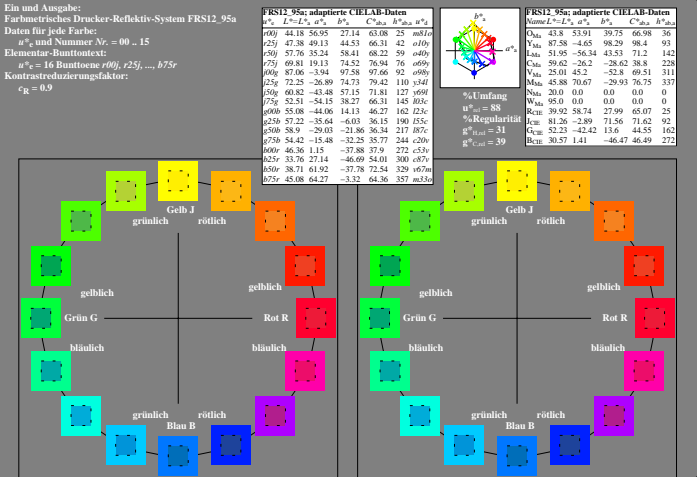 Ein und Ausgabe:
Farbmetrisches Drucker-Reflektiv-System FRS12_95a
Daten für jede Farbe:
u*e und Nummer Nr. = 00 .. 15
Elementar-Bunttontext:
u*e = 16 Bunttoene r00j, r25j, ..., b75r
Kontrastreduzierungsfaktor:
cR = 0.9
FRS12_95a; adaptierte CIELAB-Daten
u*e L*=L*a a*a b*a C*ab,a h*ab,a u*d
r00j 44.18 56.95 27.14 63.08 25 m81o
r25j 47.38 49.13 44.53 66.31 42 o10y
r50j 57.76 35.24 58.41 68.22 59 o40y
r75j 69.81 19.13 74.52 76.94 76 o69y
j00g 87.06 -3.94 97.58 97.66 92 o98y
j25g 72.25 -26.89 74.73 79.42 110 y34l
j50g 60.82 -43.48 57.15 71.81 127 y69l
j75g 52.51 -54.15 38.27 66.31 145 l03c
g00b 55.08 -44.06 14.13 46.27 162 l23c
g25b 57.22 -35.64 -6.03 36.15 190 l55c
g50b 58.9 -29.03 -21.86 36.34 217 l87c
g75b 54.42 -15.48 -32.25 35.77 244 c20v
b00r 46.36 1.15 -37.88 37.9 272 c53v
b25r 33.76 27.14 -46.69 54.01 300 c87v
b50r 38.71 61.92 -37.78 72.54 329 v67m
b75r 45.08 64.27 -3.32 64.36 357 m33o
b*a
a*a
%Umfang
u*rel = 88
%Regularität
g*H,rel = 31
g*C,rel = 39
FRS12_95a; adaptierte CIELAB-Daten
Name L*=L*a a*a b*a C*ab,a h*ab,a
OMa 43.8 53.91 39.75 66.98 36
YMa 87.58 -4.65 98.29 98.4 93
LMa 51.95 -56.34 43.53 71.2 142
CMa 59.62 -26.2 -28.62 38.8 228
VMa 25.01 45.2 -52.8 69.51 311
MMa 45.88 70.67 -29.93 76.75 337
NMa 20.0 0.0 0.0 0.0 0
WMa 95.0 0.0 0.0 0.0 0
RCIE 39.92 58.74 27.99 65.07 25
JCIE 81.26 -2.89 71.56 71.62 92
GCIE 52.23 -42.42 13.6 44.55 162
BCIE 30.57 1.41 -46.47 46.49 272
Gelb J
grünlich rötlich
gelblich
Grün G Rot R
bläulich
grünlich rötlich
Blau B
Gelb J
grünlich rötlich
gelblich
Grün G Rot R
bläulich
grünlich rötlich
Blau B